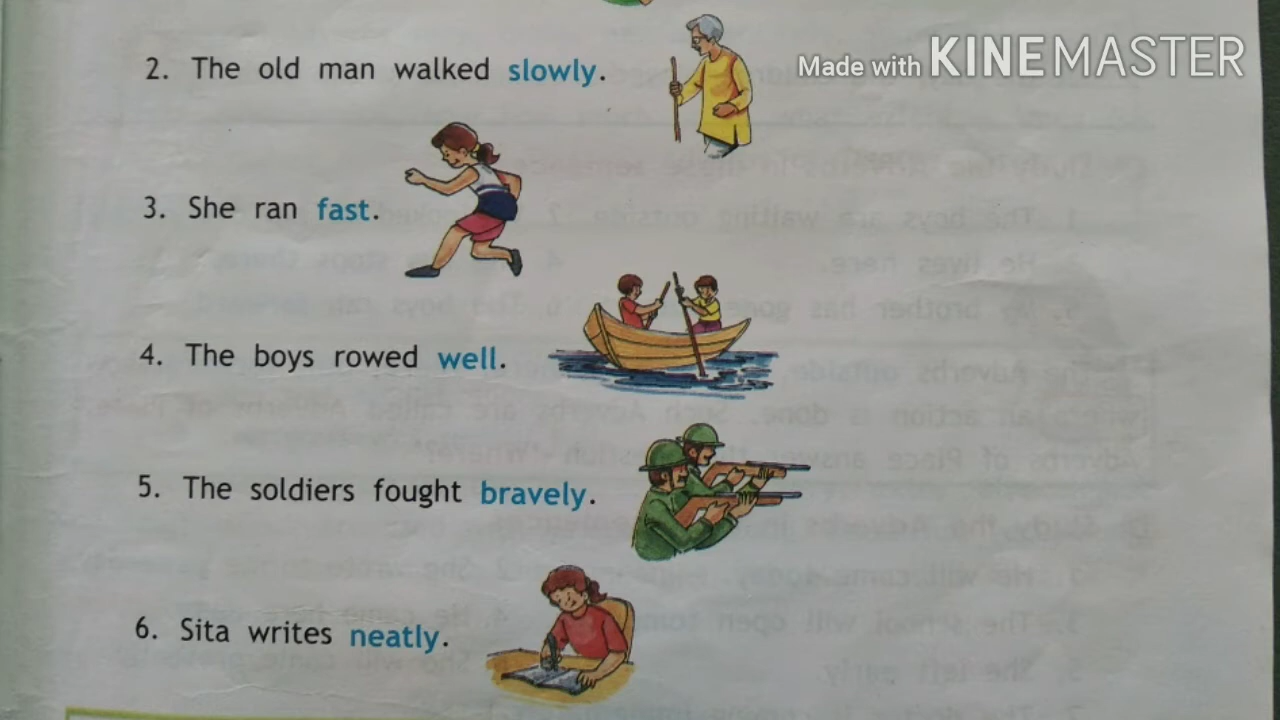 Made with KINEMASTER
2. The old man walked slowly.
3. She ran fast.
4. The boys rowed well.
5. The soldiers fought bravely.
6. Sita writes neatly.